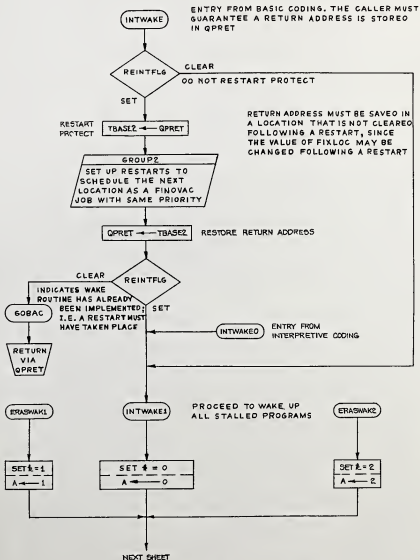 INTWAKE
ENTRY FROM BASIC CODING. THE CALLER MUST
GUARANTEE A RETURN ADDRESS IS STORED
IN QPRET
REINTFLG
CLEAR
DO NOT RESTART PROTECT
SET
RESTART
PROTECT
TBASE2 ← QPRET
RETURN ADDRESS MUST BE SAVED IN
A LOCATION THAT IS NOT CLEARED
FOLLOWING A RESTART, SINCE
THE VALUE OF FIXLOC MAY BE
CHANGED FOLLOWING A RESTART
GROUP2
SET UP RESTARTS TO
SCHEDULE THE NEXT
LOCATION AS A FINDVAC
JOB WITH SAME PRIORITY
QPRET ← TBASE2
RESTORE RETURN ADDRESS
REINTFLG
CLEAR
SET
INDICATES WAKE
ROUTINE HAS ALREADY
BEEN IMPLEMENTED;
I.E. A RESTART MUST
HAVE TAKEN PLACE
GOBAC
RETURN
VIA
QPRET
INTWAKE0
ENTRY FROM
INTERPRETIVE CODING
ERASWAK1
INTWAKE1
PROCEED TO WAKE UP
ALL STALLED PROGRAMS
ERASWAK2
SET = 1
A ← 1
SET = 0
A ← 0
SET = 2
A ← 2
NEXT SHEET